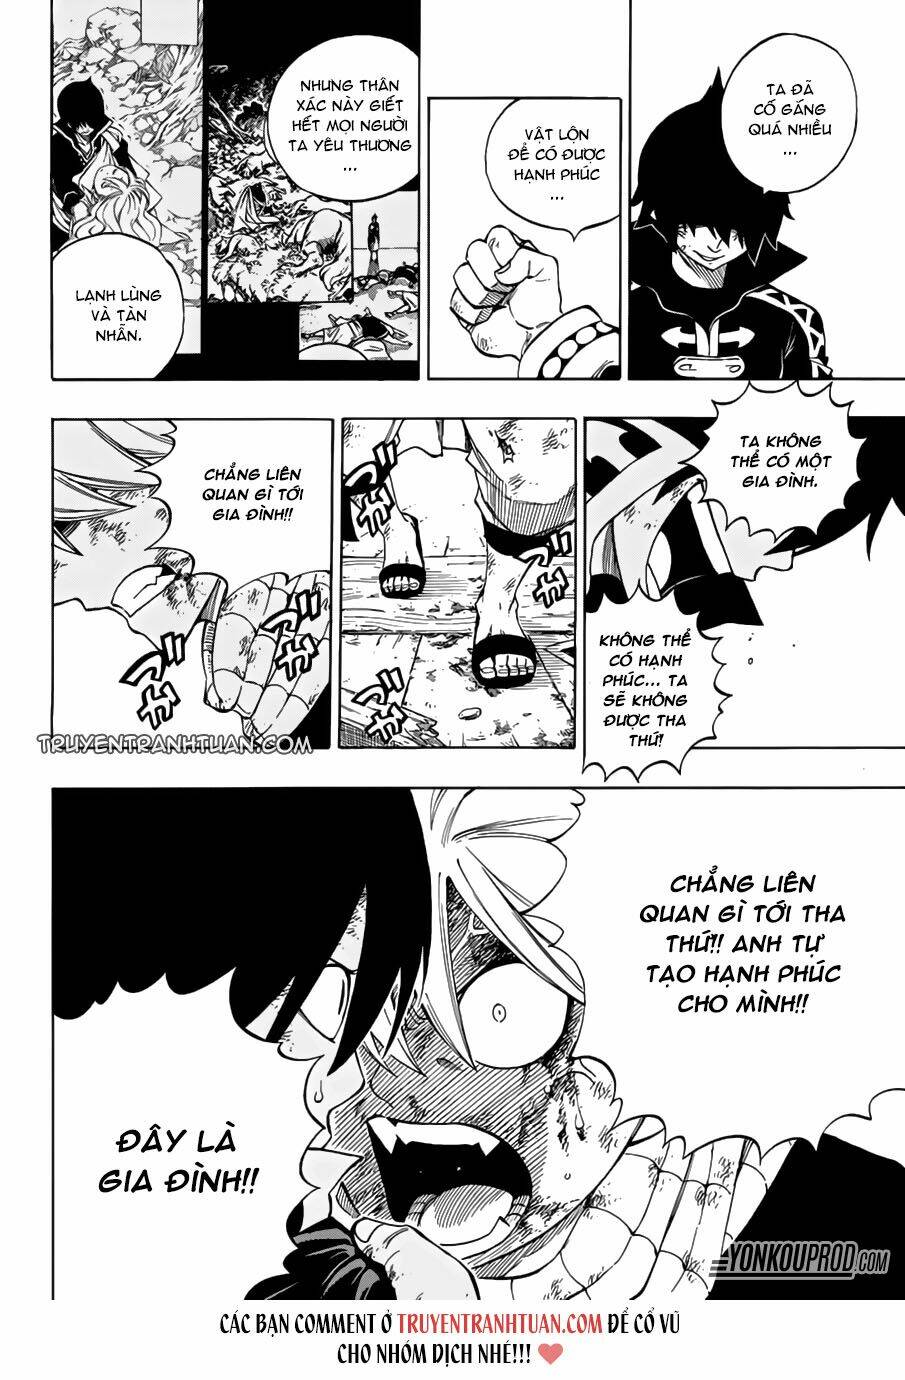 TA ĐÃ
CỐ GẮNG
QUÁ NHIỀU
...
VẬT LỘN
ĐỂ CÓ ĐƯỢC
HẠNH PHÚC
...
NHƯNG THÂN
XÁC NÀY GIẾT
HẾT MỌI NGƯỜI
TA YÊU THƯƠNG
...
LẠNH LÙNG
VÀ TÀN
NHẪN.
TA KHÔNG
THỂ CÓ MỘT
GIA ĐÌNH.
KHÔNG THỂ
CÓ HẠNH
PHÚC... TA
SẼ KHÔNG
ĐƯỢC THA
THỨ!
CHẲNG LIÊN
QUAN GÌ TỚI
GIA ĐÌNH!!
TRUYENTRANHTUAN.COM
CHẲNG LIÊN
QUAN GÌ TỚI THA
THỨ!! ANH TỰ
TẠO HẠNH PHÚC
CHO MÌNH!!
ĐÂY LÀ
GIA ĐÌNH!!
YONKOUPROD.COM
CÁC BẠN COMMENT Ở TRUYENTRANHTUAN.COM ĐỂ CỔ VŨ
CHO NHÓM DỊCH NHÉ!!! ❤